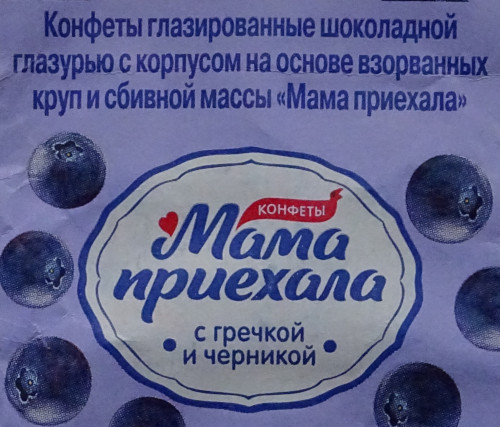 Конфеты глазированные шоколадной
глазурью с корпусом на основе взорванных
круп и сбивной массы «Мама приехала»
КОНФЕТЫ
Мама
приехала
с гречкой
и черникой